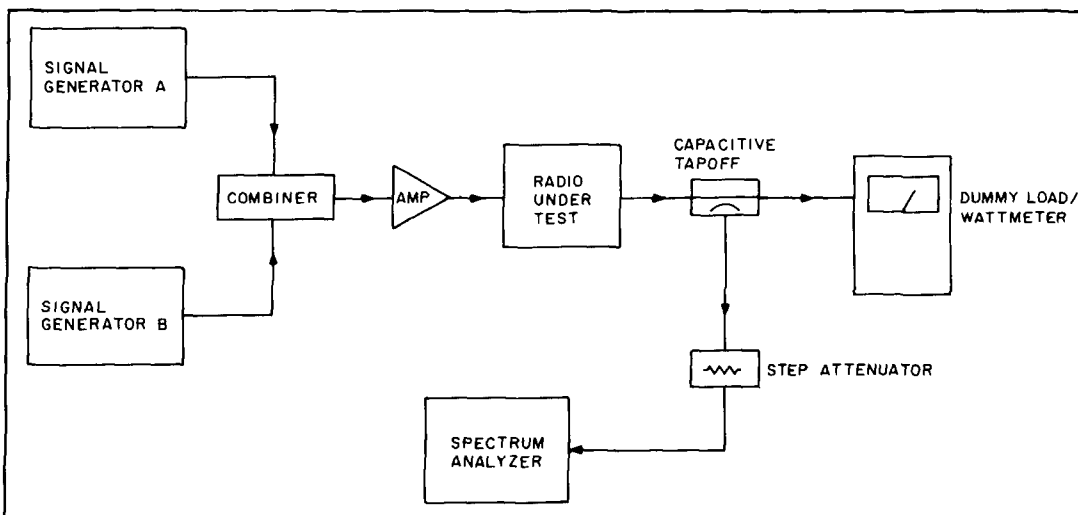 SIGNAL
GENERATOR A
COMBINER
AMP
RADIO
UNDER
TEST
CAPACITIVE
TAPOFF
DUMMY LOAD/
WATTMETER
SIGNAL
GENERATOR B
STEP ATTENUATOR
SPECTRUM
ANALYZER